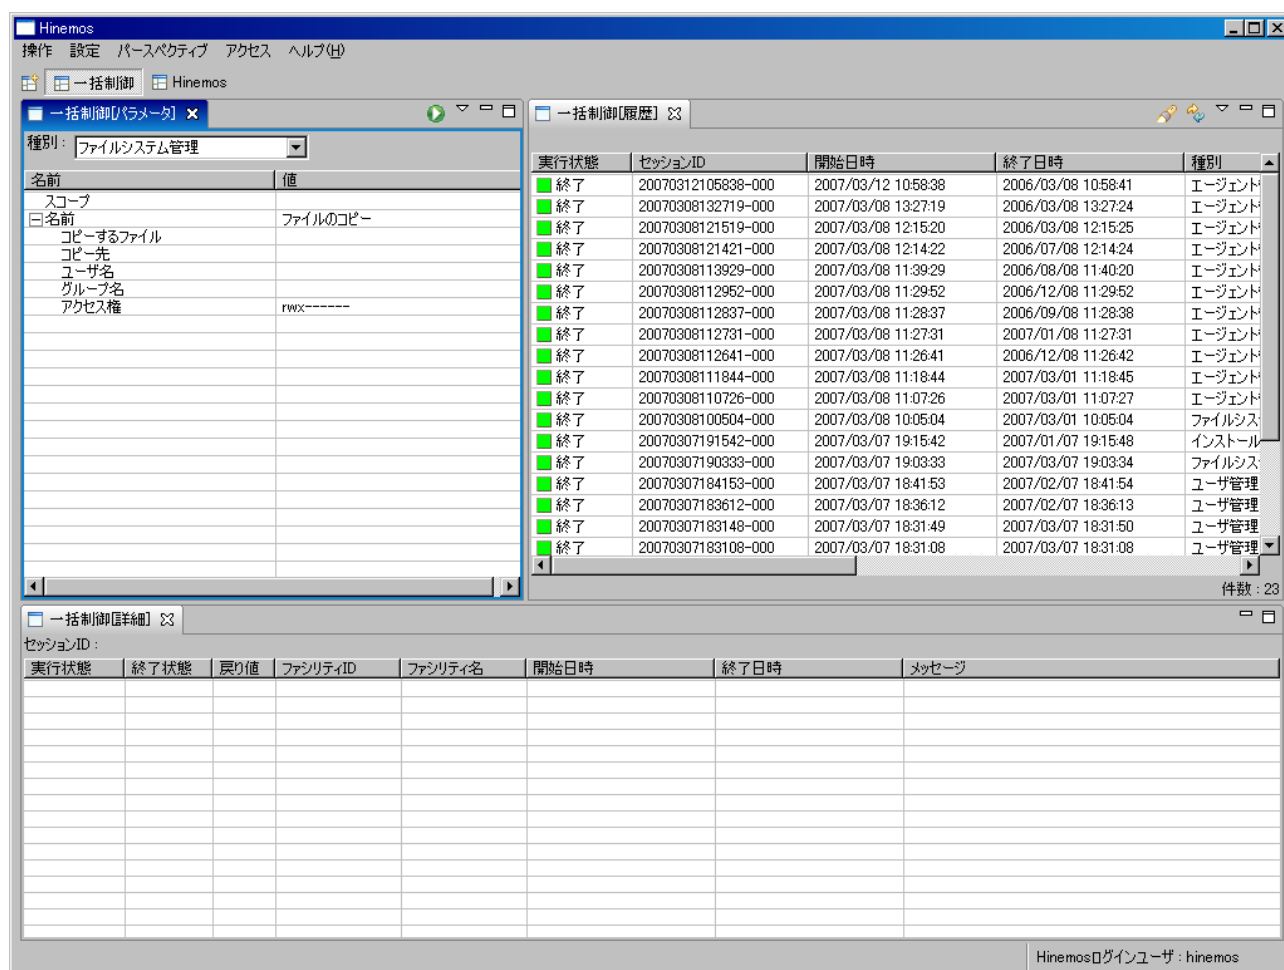 Hinemos
操作 設定 パースペクティブ アクセス ヘルプ(H)
一括制御 Hinemos
一括制御[パラメータ]
種別: ファイルシステム管理
名前 値
スコープ
名前 ファイルのコピー
コピーするファイル
コピー先
ユーザ名
グループ名
アクセス権 rwx------
一括制御[履歴]
実行状態 セッションID 開始日時 終了日時 種別
終了 20070312105838-000 2007/03/12 10:58:38 2006/03/08 10:58:41 エージェント
終了 20070308132719-000 2007/03/08 13:27:19 2006/03/08 13:27:24 エージェント
終了 20070308121519-000 2007/03/08 12:15:20 2006/03/08 12:15:25 エージェント
終了 20070308121421-000 2007/03/08 12:14:22 2006/07/08 12:14:24 エージェント
終了 20070308113929-000 2007/03/08 11:39:29 2006/08/08 11:40:20 エージェント
終了 20070308112952-000 2007/03/08 11:29:52 2006/12/08 11:29:52 エージェント
終了 20070308112837-000 2007/03/08 11:28:37 2006/09/08 11:28:38 エージェント
終了 20070308112731-000 2007/03/08 11:27:31 2007/01/08 11:27:31 エージェント
終了 20070308112641-000 2007/03/08 11:26:41 2006/12/08 11:26:42 エージェント
終了 20070308111844-000 2007/03/08 11:18:44 2007/03/01 11:18:45 エージェント
終了 20070308110726-000 2007/03/08 11:07:26 2007/03/01 11:07:27 エージェント
終了 20070308100504-000 2007/03/08 10:05:04 2007/03/01 10:05:04 ファイルシス
終了 20070307191542-000 2007/03/07 19:15:42 2007/01/07 19:15:48 インストール
終了 20070307190333-000 2007/03/07 19:03:33 2007/03/07 19:03:34 ファイルシス
終了 20070307184153-000 2007/03/07 18:41:53 2007/02/07 18:41:54 ユーザ管理
終了 20070307183612-000 2007/03/07 18:36:12 2007/02/07 18:36:13 ユーザ管理
終了 20070307183148-000 2007/03/07 18:31:49 2007/03/07 18:31:50 ユーザ管理
終了 20070307183108-000 2007/03/07 18:31:08 2007/03/07 18:31:08 ユーザ管理
件数 : 23
一括制御[詳細]
セッションID :
実行状態 終了状態 戻り値 ファシリティID ファシリティ名 開始日時 終了日時 メッセージ
Hinemosログインユーザ : hinemos